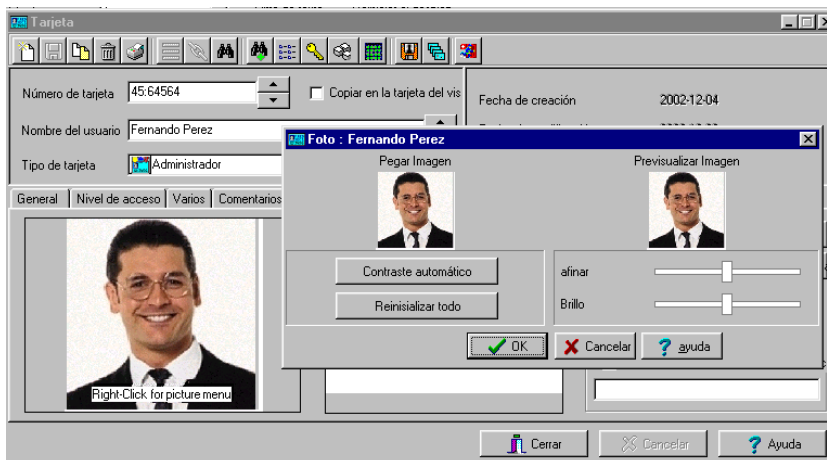 Tarjeta
Número de tarjeta 45:64564 Copiar en la tarjeta del vis
Fecha de creación 2002-12-04
Nombre del usuario Fernando Perez
Tipo de tarjeta Administrador
General Nivel de acceso Varios Comentarios
Right-Click for picture menu
Foto : Fernando Perez
Pegar Imagen Previsualizar Imagen
Contraste automático afinar
Reinisializar todo Brillo
OK Cancelar ayuda
Cerrar Cancelar Ayuda